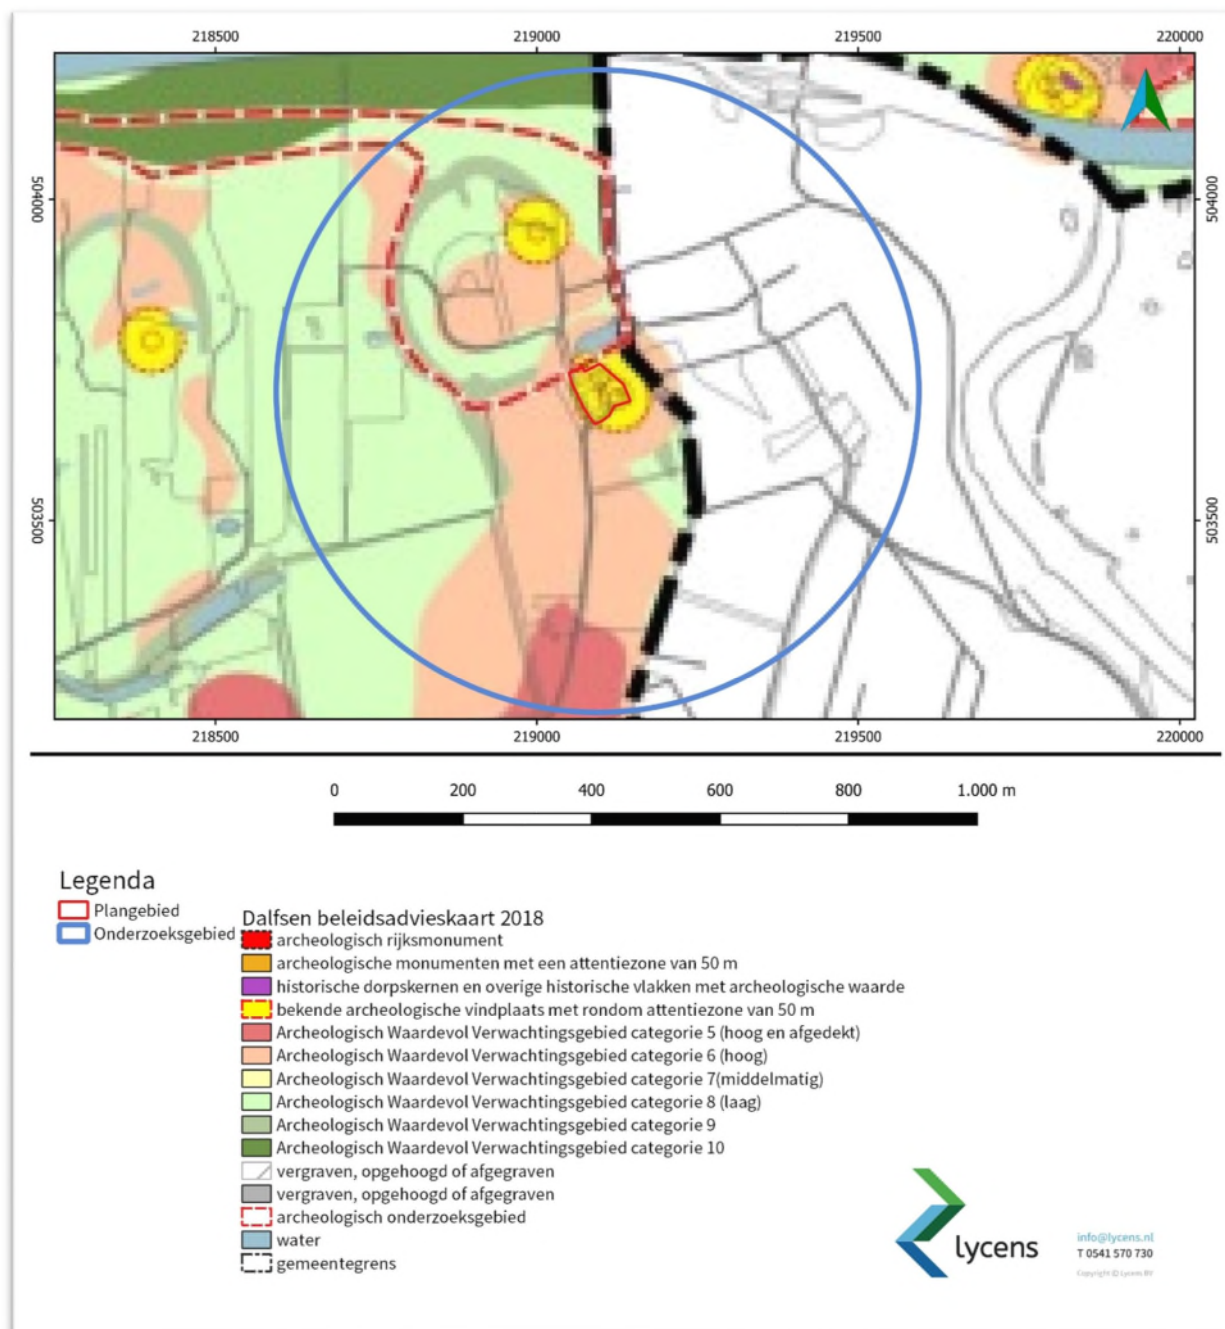 218500 219000 219500 220000
504000 504000
503500 503500
218500 219000 219500 220000
0 200 400 600 800 1.000 m
Legenda
Plangebied
Onderzoeksgebied
Dalfsen beleidsadvieskaart 2018
archeologisch rijksmonument
archeologische monumenten met een attentiezone van 50 m
historische dorpskernen en overige historische vlakken met archeologische waarde
bekende archeologische vindplaats met rondom attentiezone van 50 m
Archeologisch Waardevol Verwachtingsgebied categorie 5 (hoog en afgedekt)
Archeologisch Waardevol Verwachtingsgebied categorie 6 (hoog)
Archeologisch Waardevol Verwachtingsgebied categorie 7(middelmatig)
Archeologisch Waardevol Verwachtingsgebied categorie 8 (laag)
Archeologisch Waardevol Verwachtingsgebied categorie 9
Archeologisch Waardevol Verwachtingsgebied categorie 10
vergraven, opgehoogd of afgegraven
vergraven, opgehoogd of afgegraven
archeologisch onderzoeksgebied
water
gemeentegrens
lycens
info@lycens.nl
T 0541 570 730
Copyright © Lycens BV